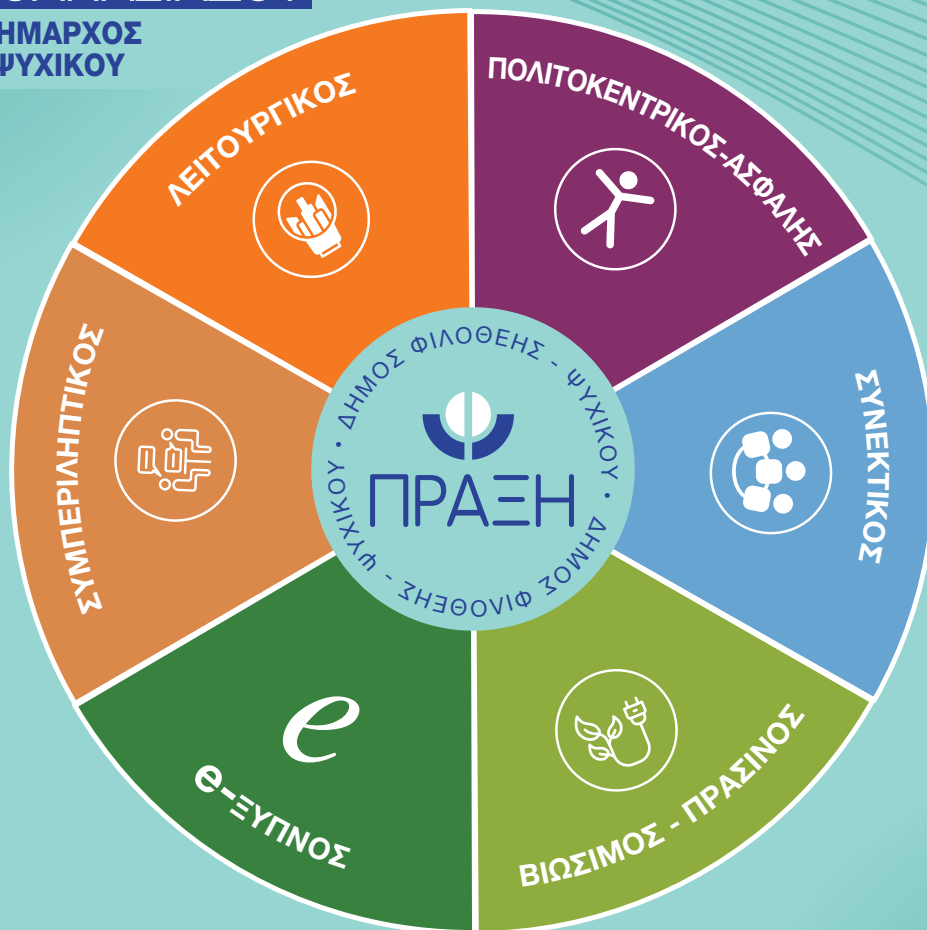 ΗΜΑΡΧΟΣ
ΨΥΧΙΚΟΥ
ΛΕΙΤΟΥΡΓΙΚΟΣ
ΠΟΛΙΤΟΚΕΝΤΡΙΚΟΣ-ΑΣΦΑΛΗΣ
ΣΥΜΠΕΡΙΛΗΠΤΙΚΟΣ
ΣΥΝΕΚΤΙΚΟΣ
ΔΗΜΟΣ ΦΙΛΟΘΕΗΣ - ΨΥΧΙΚΟΥ •
ΔΗΜΟΣ ΦΙΛΟΘΕΗΣ - ΨΥΧΙΚΟΥ •
ΠΡΑΞΗ
e
e-ΞΥΠΝΟΣ
ΒΙΩΣΙΜΟΣ - ΠΡΑΣΙΝΟΣ